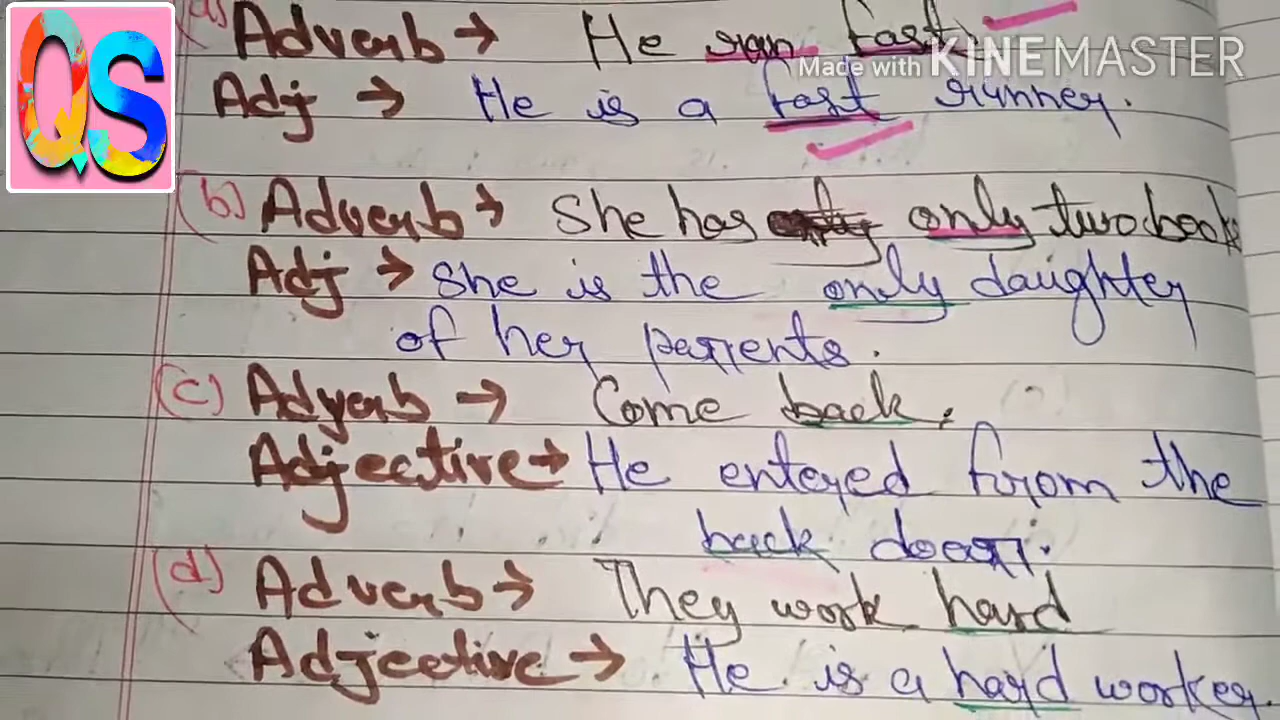 QS
(a) Adverb → He ran fast.
Made with KINEMASTER
Adj → He is a fast runner.
(b) Adverb → She has only only two books
Adj → She is the only daughter
of her parents.
(c) Adverb → Come back.
Adjective → He entered from the
back door.
(d) Adverb → They work hard
Adjective → He is a hard worker.